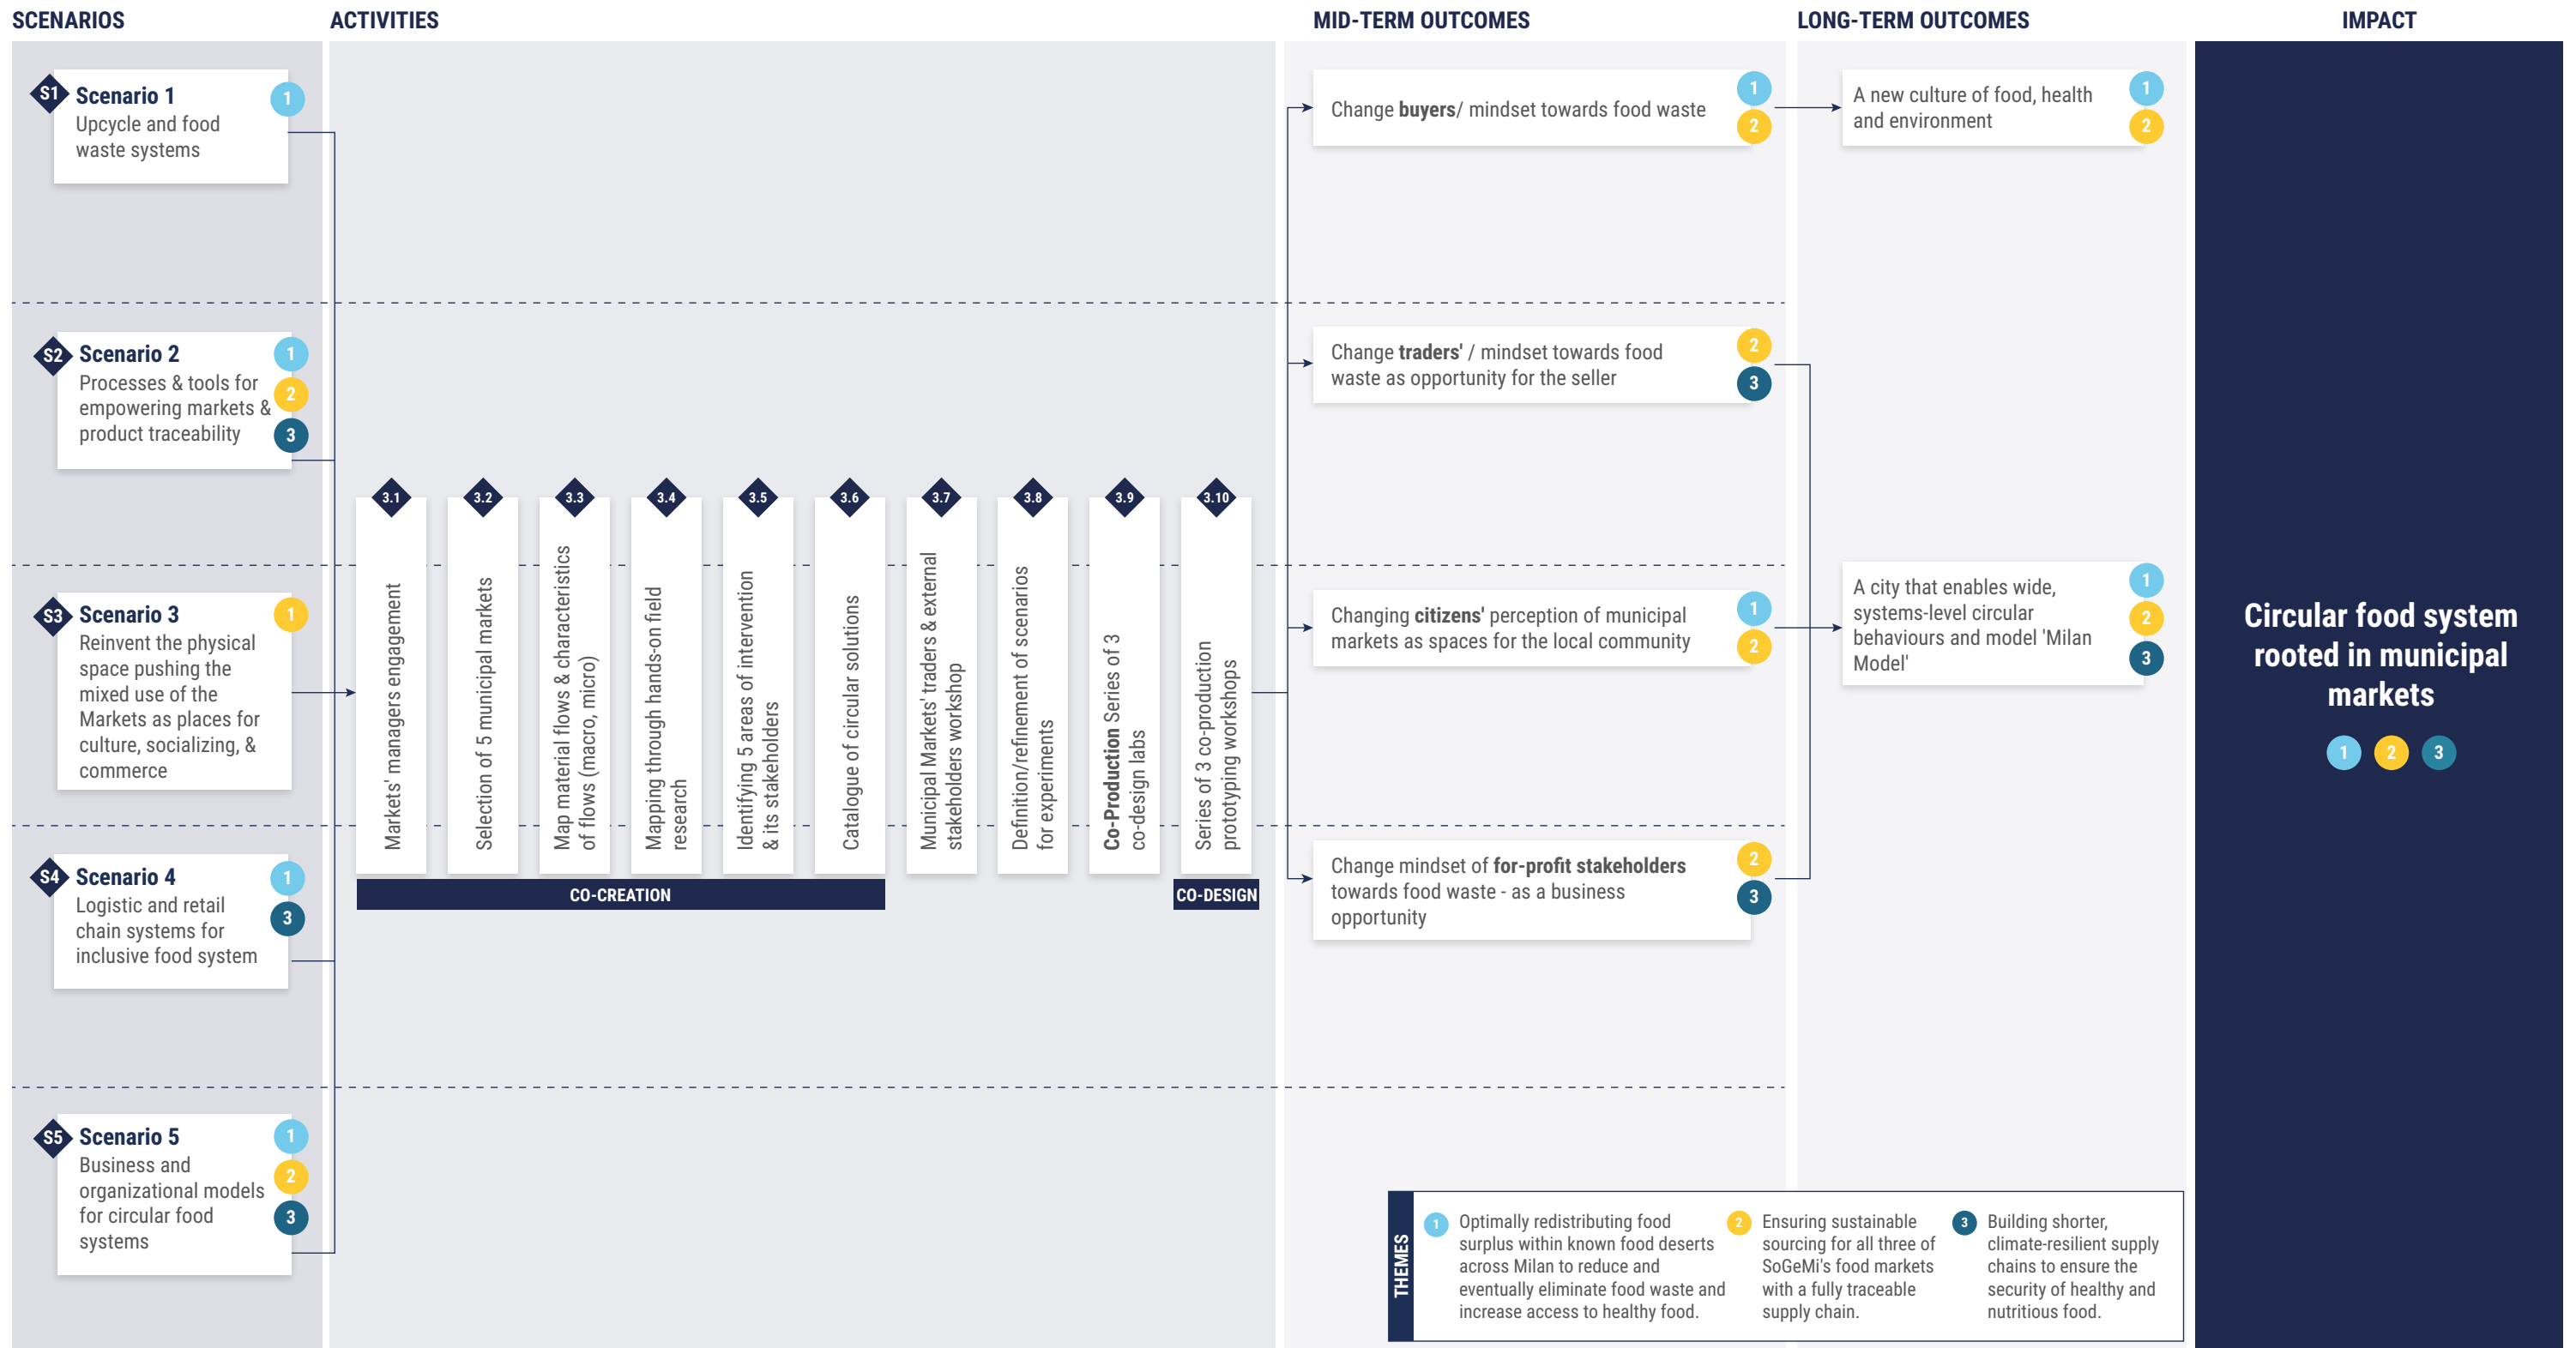 SCENARIOS
ACTIVITIES
MID-TERM OUTCOMES
LONG-TERM OUTCOMES
IMPACT
S1
Scenario 1
Upcycle and food
waste systems
1
S2
Scenario 2
Processes & tools for
empowering markets &
product traceability
1
2
3
S3
Scenario 3
Reinvent the physical
space pushing the
mixed use of the
Markets as places for
culture, socializing, &
commerce
1
S4
Scenario 4
Logistic and retail
chain systems for
inclusive food system
1
3
S5
Scenario 5
Business and
organizational models
for circular food
systems
1
2
3
3.1
Markets' managers engagement
3.2
Selection of 5 municipal markets
3.3
Map material flows & characteristics
of flows (macro, micro)
3.4
Mapping through hands-on field
research
3.5
Identifying 5 areas of intervention
& its stakeholders
3.6
Catalogue of circular solutions
3.7
Municipal Markets' traders & external
stakeholders workshop
3.8
Definition/refinement of scenarios
for experiments
3.9
Co-Production Series of 3
co-design labs
3.10
Series of 3 co-production
prototyping workshops
CO-CREATION
CO-DESIGN
Change buyers/ mindset towards food waste
1
2
Change traders' / mindset towards food
waste as opportunity for the seller
2
3
Changing citizens' perception of municipal
markets as spaces for the local community
1
2
Change mindset of for-profit stakeholders
towards food waste - as a business
opportunity
2
3
A new culture of food, health
and environment
1
2
A city that enables wide,
systems-level circular
behaviours and model 'Milan
Model'
1
2
3
Circular food system
rooted in municipal
markets
1 2 3
THEMES
1
Optimally redistributing food
surplus within known food deserts
across Milan to reduce and
eventually eliminate food waste and
increase access to healthy food.
2
Ensuring sustainable
sourcing for all three of
SoGeMi's food markets
with a fully traceable
supply chain.
3
Building shorter,
climate-resilient supply
chains to ensure the
security of healthy and
nutritious food.